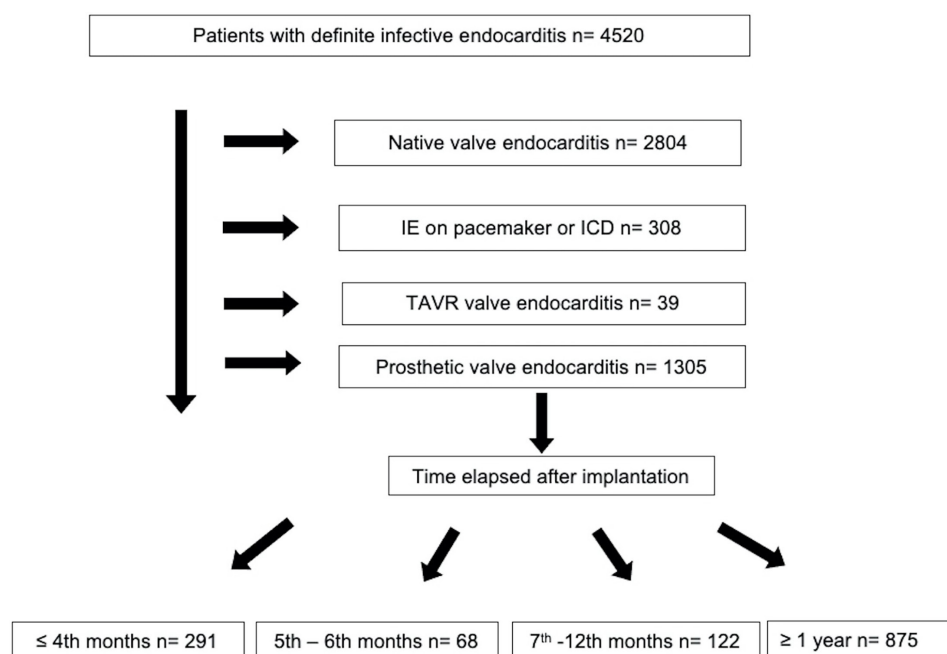 Patients with definite infective endocarditis n= 4520
Native valve endocarditis n= 2804
IE on pacemaker or ICD n= 308
TAVR valve endocarditis n= 39
Prosthetic valve endocarditis n= 1305
Time elapsed after implantation
≤ 4th months n= 291
5th – 6th months n= 68
7th -12th months n= 122
≥ 1 year n= 875